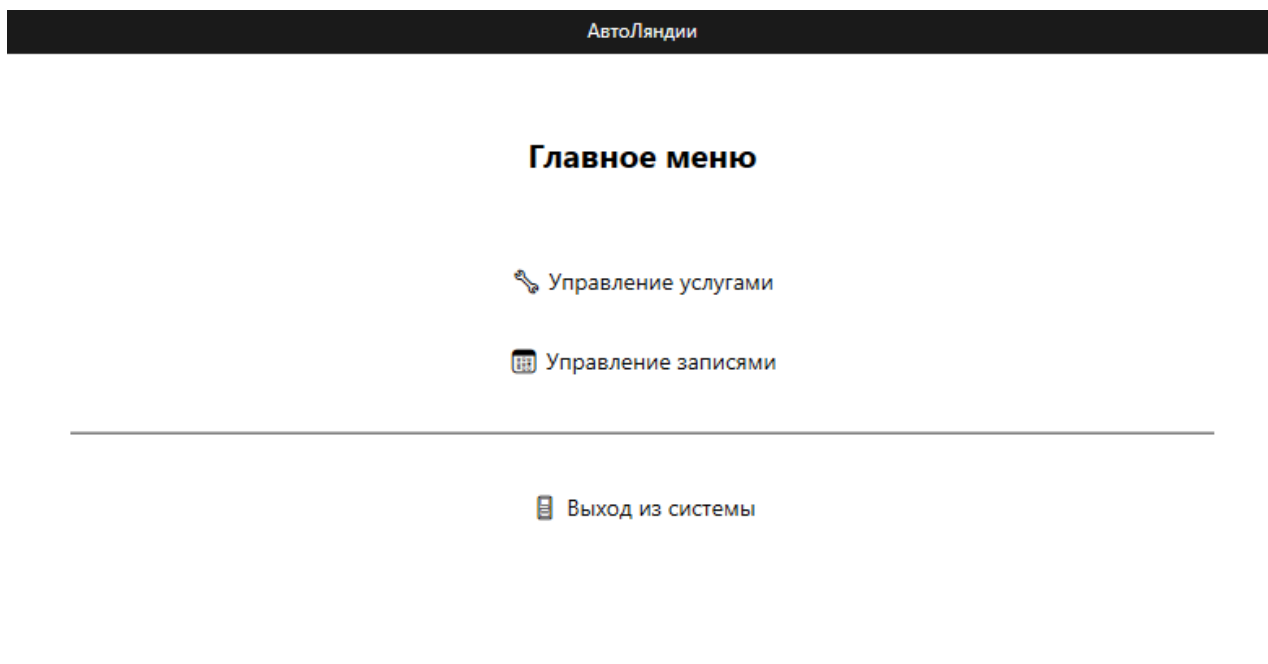 АвтоЛяндии
Главное меню
Управление услугами
Управление записями
Выход из системы